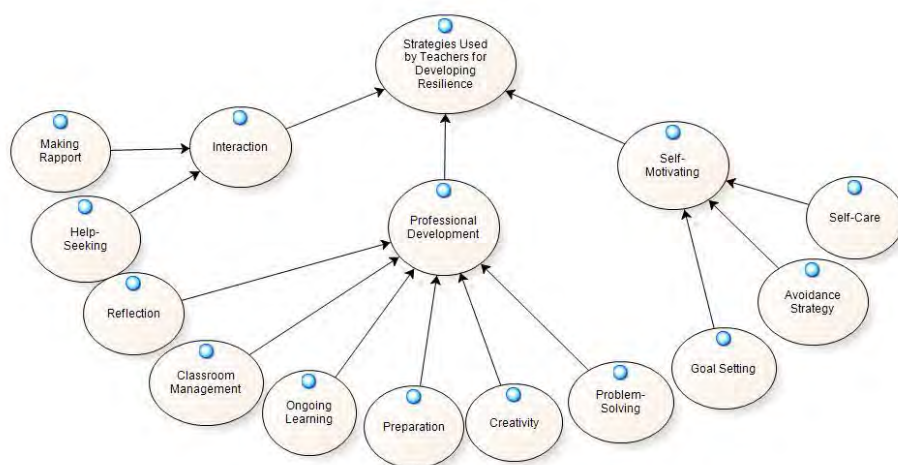 Strategies Used
by Teachers for
Developing
Resilience
Making
Rapport
Interaction
Self-
Motivating
Help-
Seeking
Professional
Development
Self-Care
Reflection
Avoidance
Strategy
Classroom
Management
Goal Setting
Ongoing
Learning
Preparation
Creativity
Problem-
Solving